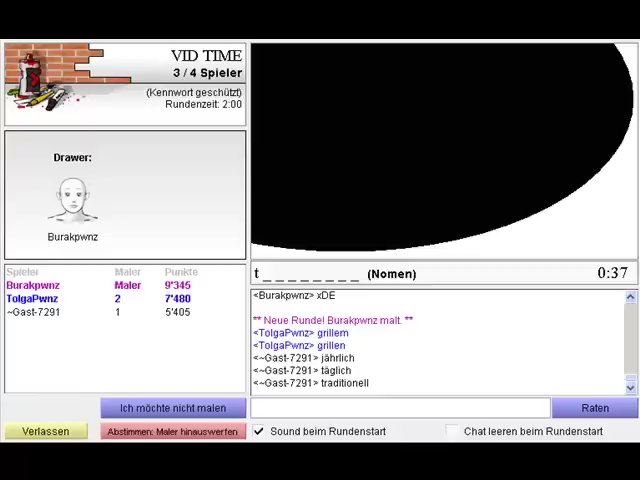 VID TIME
3 / 4 Spieler
(Kennwort geschützt)
Rundenzeit: 2:00
Drawer:
Burakpwnz
Spieler Maler Punkte
Burakpwnz Maler 9'345
TolgaPwnz 2 7'480
~Gast-7291 1 5'405
Ich möchte nicht malen
Verlassen
Abstimmen: Maler hinauswerfen
t _ _ _ _ _ _ _ _ (Nomen) 0:37
<Burakpwnz> xDE
** Neue Runde! Burakpwnz malt. **
<TolgaPwnz> grillem
<TolgaPwnz> grillen
<~Gast-7291> jährlich
<~Gast-7291> täglich
<~Gast-7291> traditionell
Raten
Sound beim Rundenstart
Chat leeren beim Rundenstart